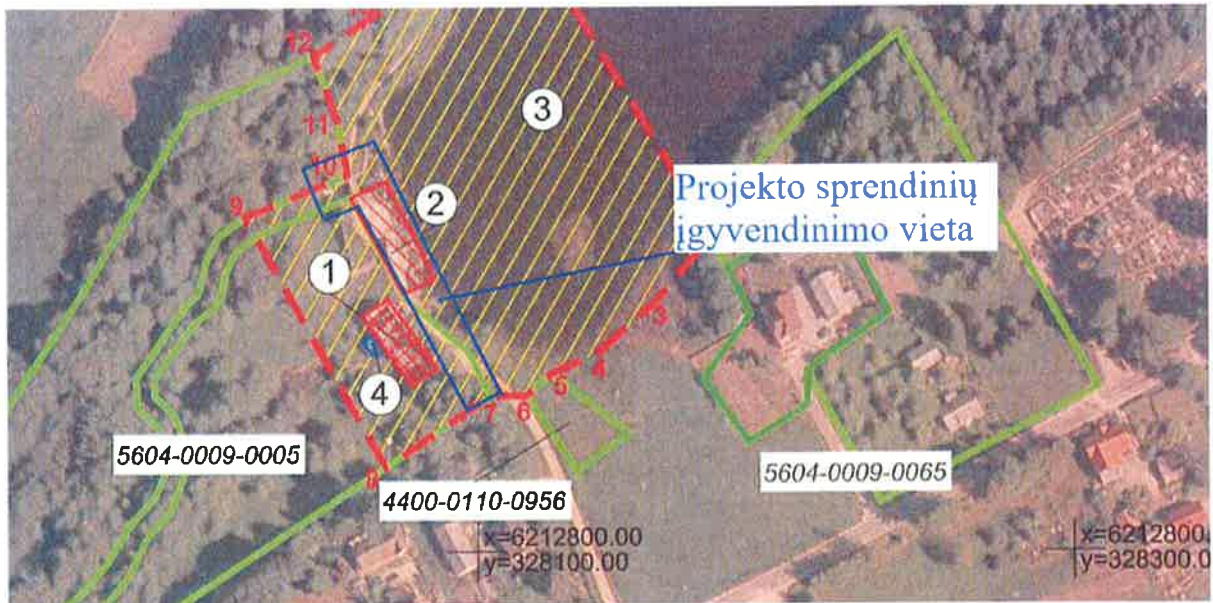 12
11
10
9
3
2
1
4
Projekto sprendinių
įgyvendinimo vieta
3
4
5
6
7
8
5604-0009-0005
4400-0110-0956
5604-0009-0065
x=6212800.00
y=328100.00
x=6212800.
y=328300.0